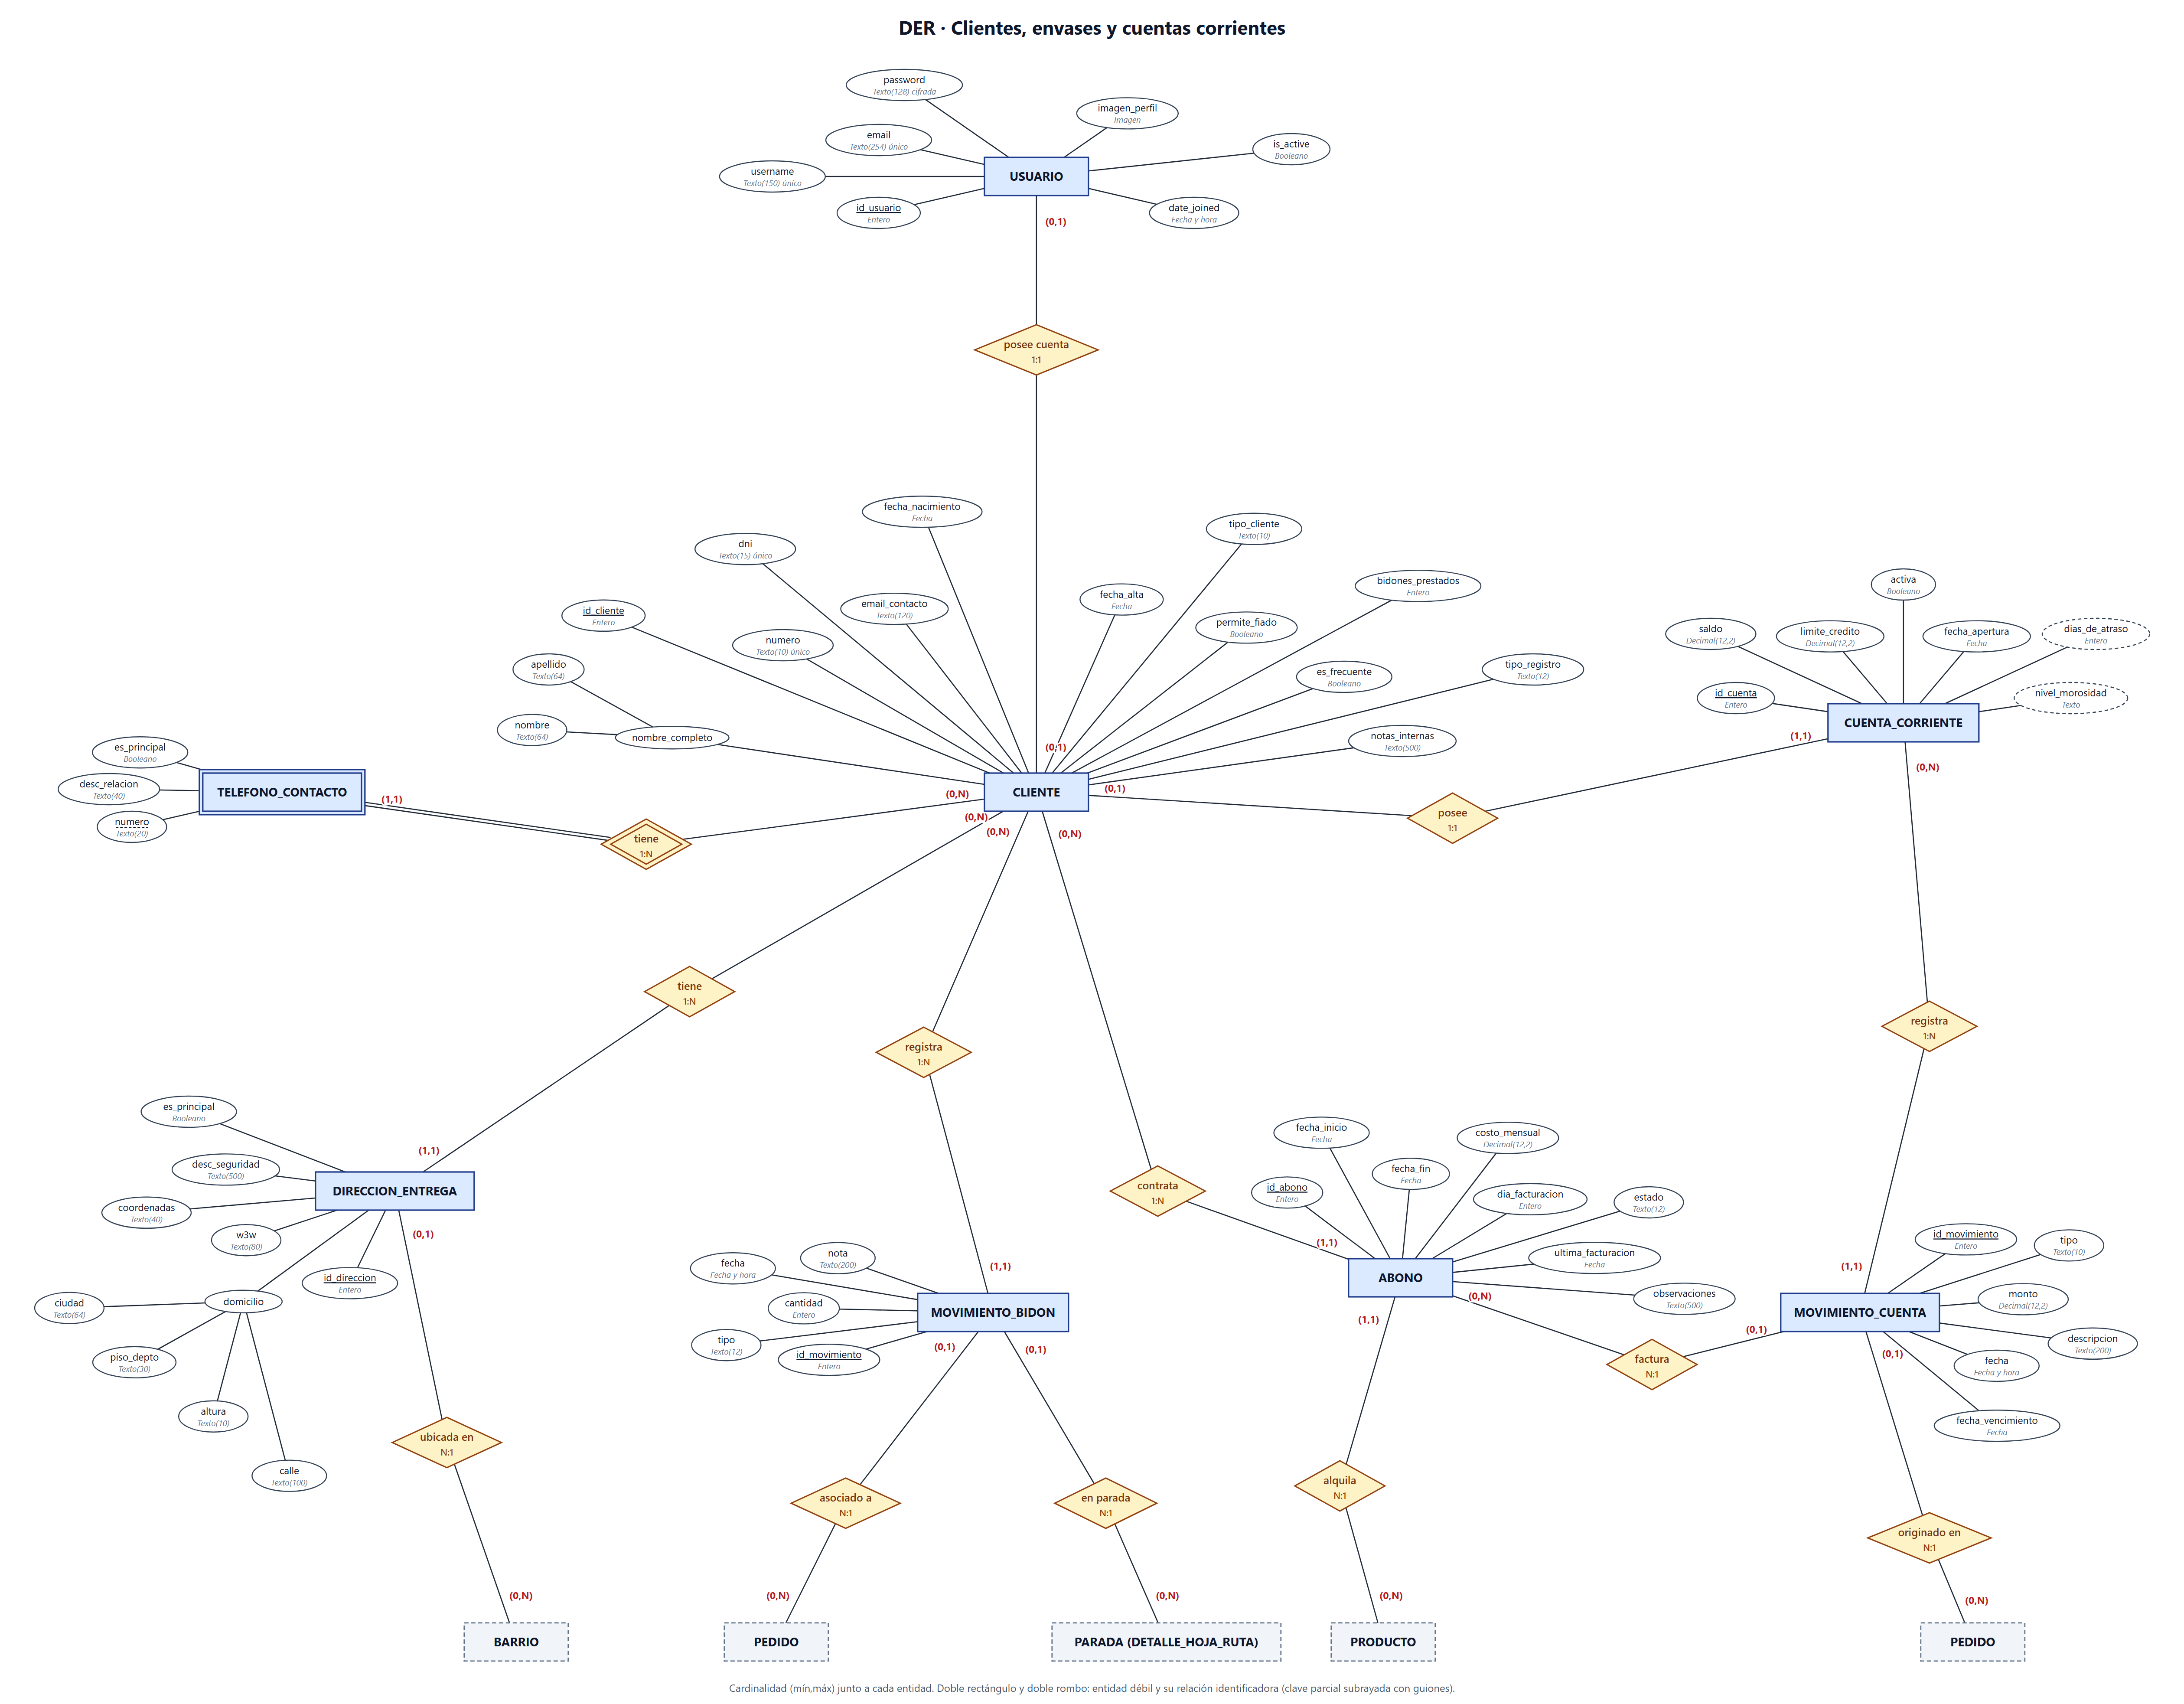 DER · Clientes, envases y cuentas corrientes
password
Texto(128) cifrada
imagen_perfil
Imagen
email
Texto(254) único
is_active
Booleano
username
Texto(150) único
USUARIO
id_usuario
Entero
date_joined
Fecha y hora
(0,1)
posee cuenta
1:1
fecha_nacimiento
Fecha
tipo_cliente
Texto(10)
dni
Texto(15) único
bidones_prestados
Entero
activa
Booleano
id_cliente
Entero
email_contacto
Texto(120)
fecha_alta
Fecha
permite_fiado
Booleano
saldo
Decimal(12,2)
limite_credito
Decimal(12,2)
fecha_apertura
Fecha
dias_de_atraso
Entero
numero
Texto(10) único
apellido
Texto(64)
es_frecuente
Booleano
tipo_registro
Texto(12)
id_cuenta
Entero
nivel_morosidad
Texto
nombre
Texto(64)
nombre_completo
notas_internas
Texto(500)
CUENTA_CORRIENTE
es_principal
Booleano
(0,1)
(1,1)
(0,N)
desc_relacion
Texto(40)
TELEFONO_CONTACTO
(1,1)
(0,N)
CLIENTE
(0,1)
numero
Texto(20)
(0,N)
(0,N)
(0,N)
posee
1:1
tiene
1:N
tiene
1:N
registra
1:N
registra
1:N
es_principal
Booleano
fecha_inicio
Fecha
costo_mensual
Decimal(12,2)
(1,1)
desc_seguridad
Texto(500)
fecha_fin
Fecha
contrata
1:N
id_abono
Entero
dia_facturacion
Entero
estado
Texto(12)
DIRECCION_ENTREGA
coordenadas
Texto(40)
w3w
Texto(80)
(0,1)
(1,1)
id_movimiento
Entero
tipo
Texto(10)
nota
Texto(200)
ultima_facturacion
Fecha
fecha
Fecha y hora
(1,1)
(1,1)
id_direccion
Entero
ABONO
observaciones
Texto(500)
(0,N)
monto
Decimal(12,2)
ciudad
Texto(64)
domicilio
cantidad
Entero
MOVIMIENTO_BIDON
(1,1)
MOVIMIENTO_CUENTA
(0,1)
tipo
Texto(12)
descripcion
Texto(200)
piso_depto
Texto(30)
id_movimiento
Entero
(0,1)
(0,1)
factura
N:1
(0,1)
fecha
Fecha y hora
altura
Texto(10)
fecha_vencimiento
Fecha
ubicada en
N:1
calle
Texto(100)
asociado a
N:1
en parada
N:1
alquila
N:1
originado en
N:1
(0,N)
(0,N)
(0,N)
(0,N)
(0,N)
BARRIO
PEDIDO
PARADA (DETALLE_HOJA_RUTA)
PRODUCTO
PEDIDO
Cardinalidad (mín,máx) junto a cada entidad. Doble rectángulo y doble rombo: entidad débil y su relación identificadora (clave parcial subrayada con guiones).